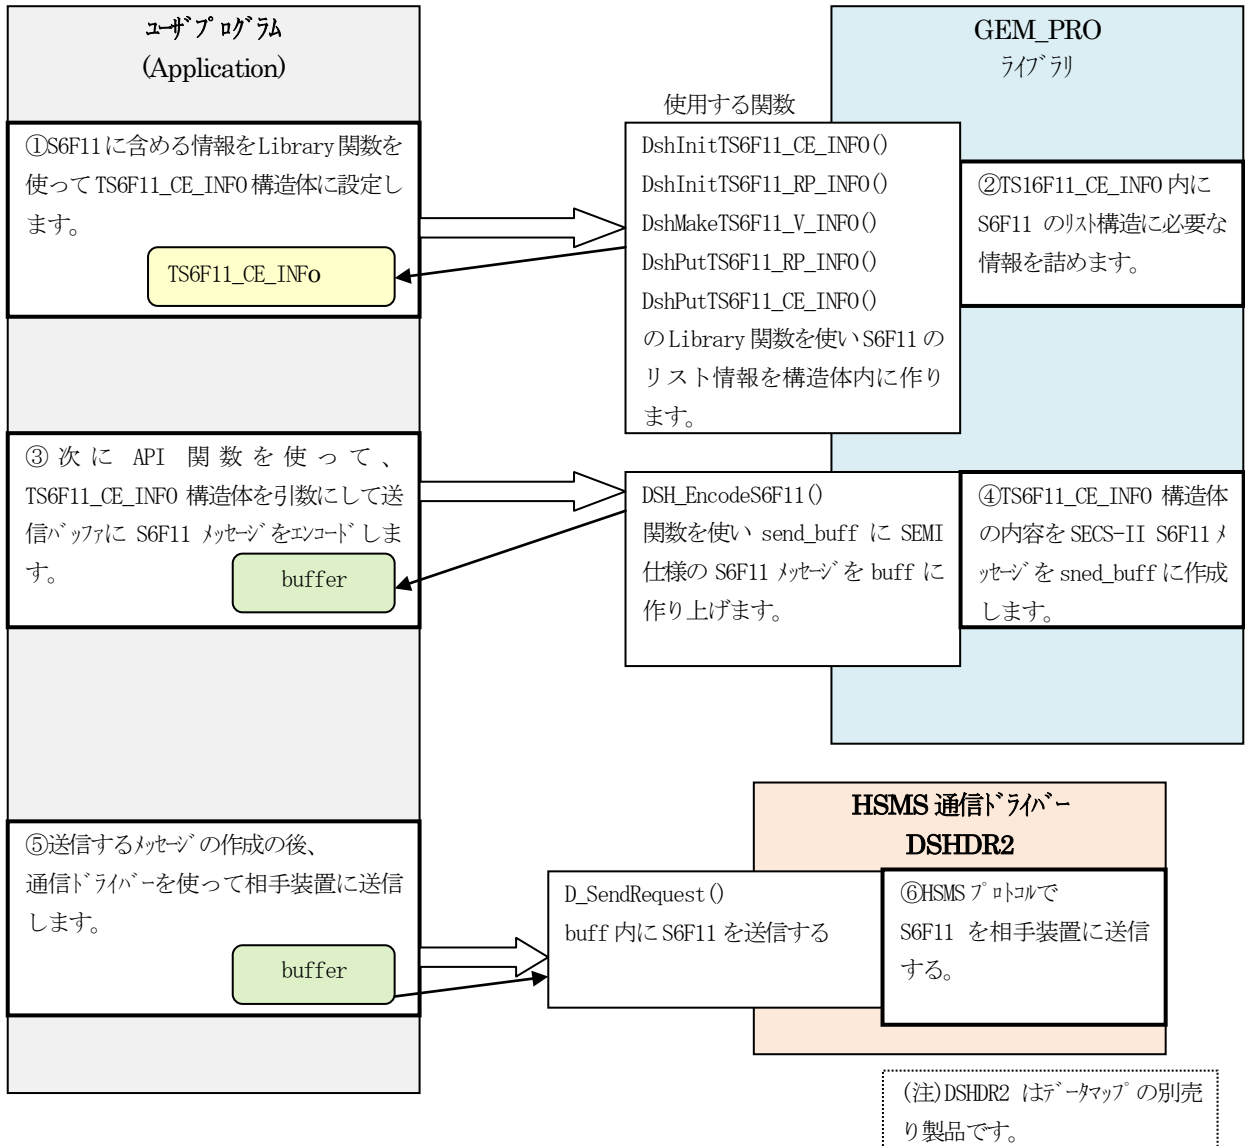 ﾕｰｻﾞﾌﾟﾛｸﾞﾗﾑ
(Application)
GEM_PRO
ﾗｲﾌﾞﾗﾘ
使用する関数
①S6F11に含める情報をLibrary関数を
使ってTS6F11_CE_INFO構造体に設定し
ます。
TS6F11_CE_INFO
DshInitTS6F11_CE_INFO()
DshInitTS6F11_RP_INFO()
DshMakeTS6F11_V_INFO()
DshPutTS6F11_RP_INFO()
DshPutTS6F11_CE_INFO()
のLibrary関数を使いS6F11の
リスト情報を構造体内に作り
ます。
②TS16F11_CE_INFO内に
S6F11 のﾘｽﾄ構造に必要な
情報を詰めます。
③次に API 関数を使って、
TS6F11_CE_INFO 構造体を引数にして送
信ﾊﾞｯﾌｧに S6F11 ﾒｯｾｰｼﾞをｴﾝｺｰﾄﾞしま
す。
buffer
DSH_EncodeS6F11()
関数を使い send_buff に SEMI
仕様の S6F11 ﾒｯｾｰｼﾞを buff に
作り上げます。
④TS6F11_CE_INFO 構造体
の内容をSECS-II S6F11ﾒ
ｯｾｰｼﾞをsned_buffに作成
します。
HSMS通信ﾄﾞﾗｲﾊﾞｰ
DSHDR2
⑤送信するﾒｯｾｰｼﾞの作成の後、
通信ﾄﾞﾗｲﾊﾞｰを使って相手装置に送信
します。
buffer
D_SendRequest()
buff内にS6F11を送信する
⑥HSMSﾌﾟﾛﾄｺﾙで
S6F11 を相手装置に送信
する。
(注)DSHDR2 はﾃﾞｰﾀﾏｯﾌﾟの別売
り製品です。